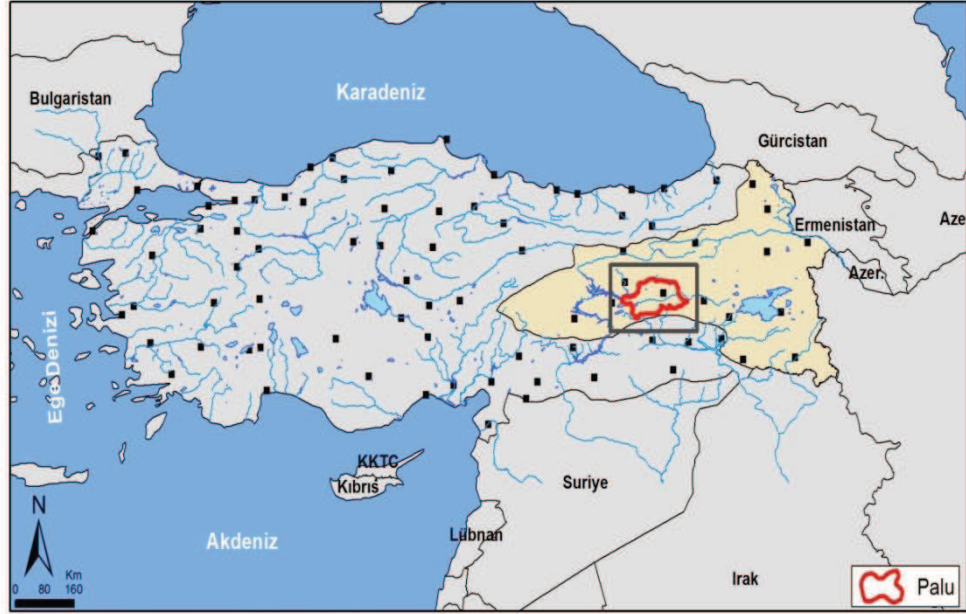 Bulgaristan
Karadeniz
Gürcistan
Ermenistan
Aze
Azer.
Ege Denizi
KKTC
Kıbrıs
Suriye
Lübnan
Akdeniz
Irak
N
Km
0 80 160
Palu